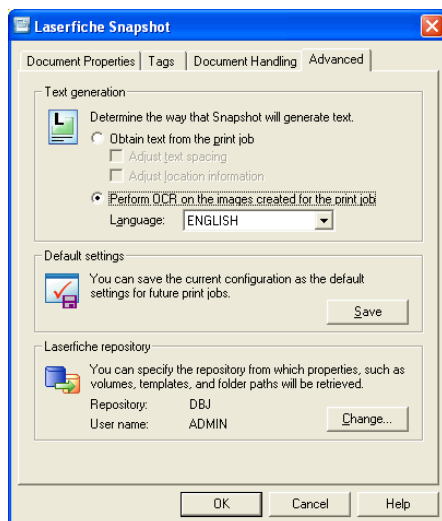 Laserfiche Snapshot
Document Properties Tags Document Handling Advanced
Text generation
L
Determine the way that Snapshot will generate text.
Obtain text from the print job
Adjust text spacing
Adjust location information
Perform OCR on the images created for the print job
Language: ENGLISH
Default settings
You can save the current configuration as the default
settings for future print jobs.
Save
Laserfiche repository
You can specify the repository from which properties, such as
volumes, templates, and folder paths will be retrieved.
Repository: DBJ
User name: ADMIN
Change...
OK Cancel Help